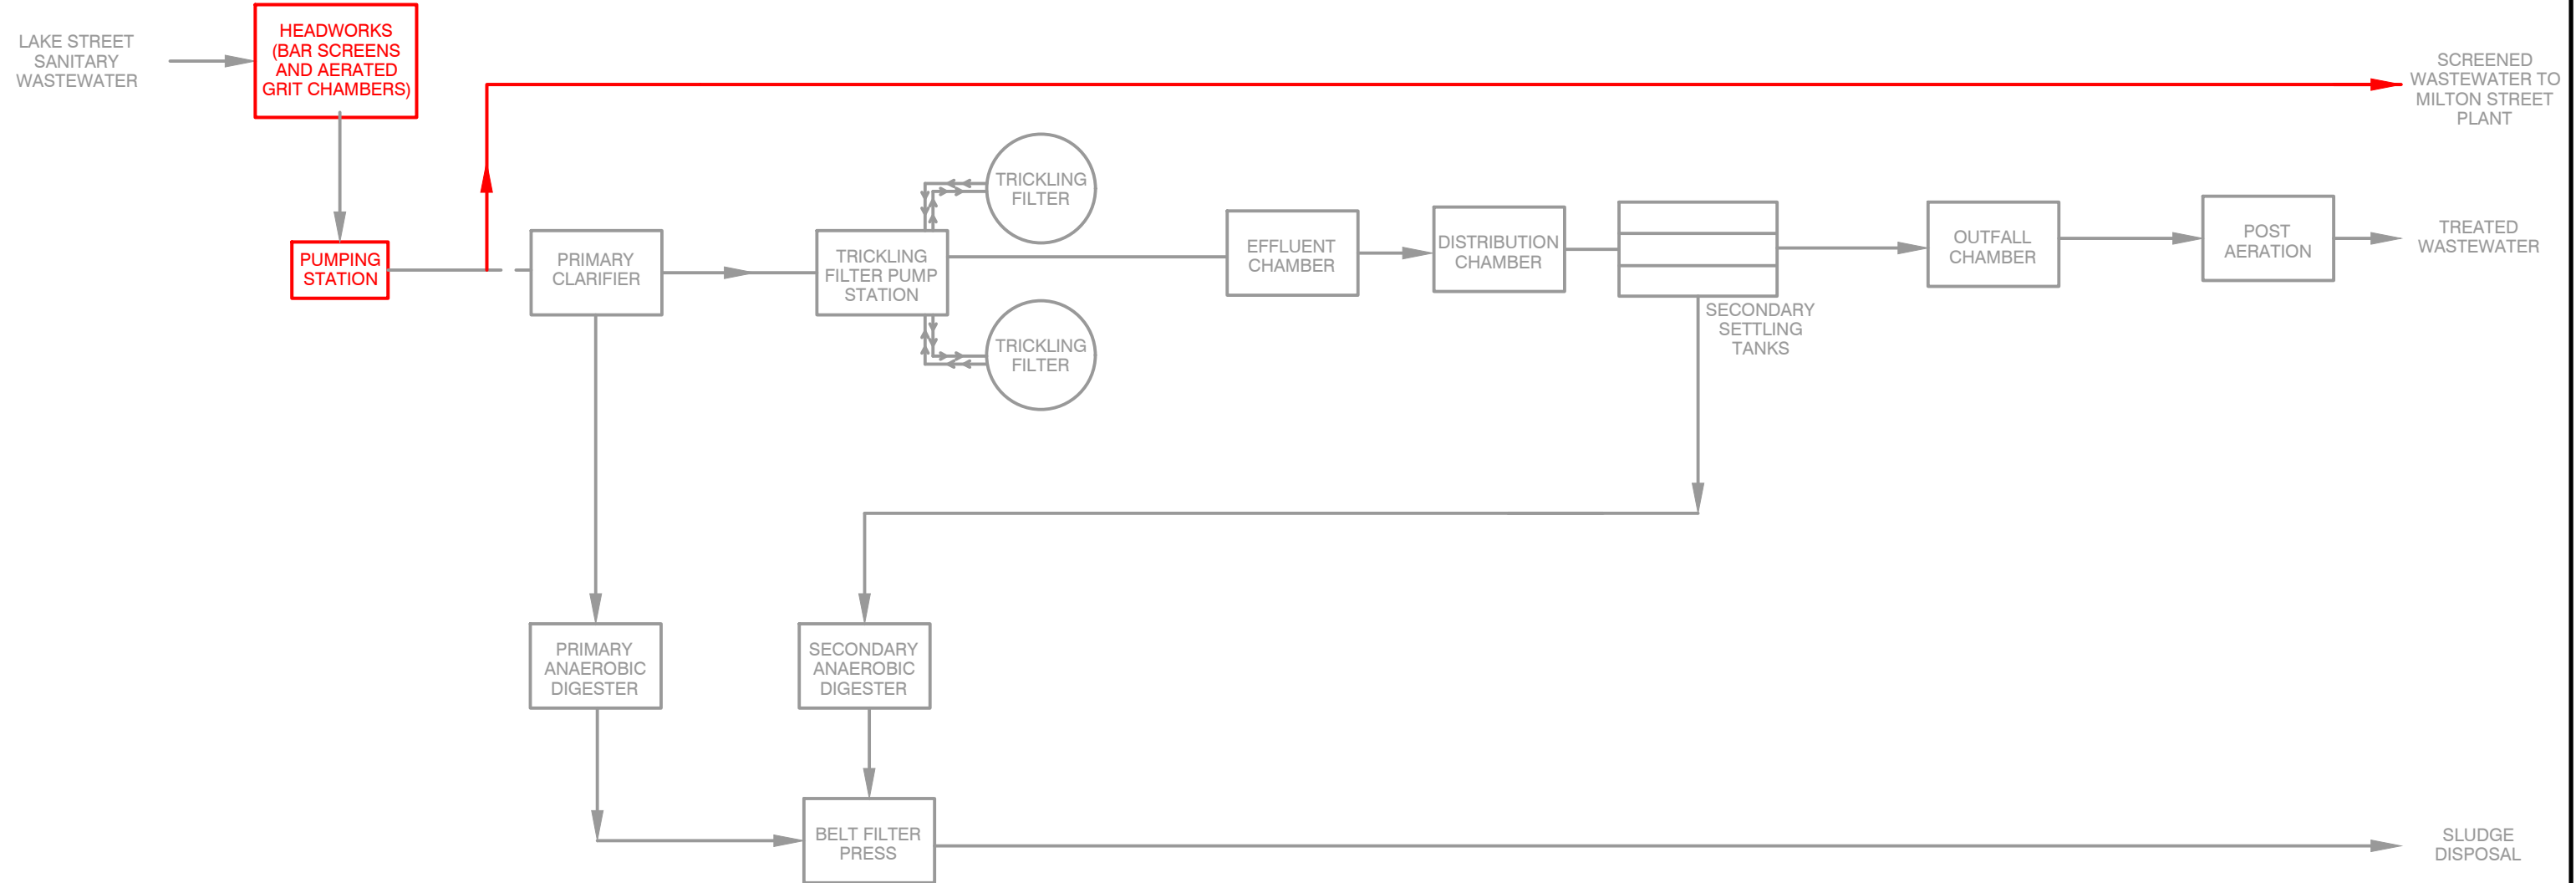 LAKE STREET
SANITARY
WASTEWATER
HEADWORKS
(BAR SCREENS
AND AERATED
GRIT CHAMBERS)
SCREENED
WASTEWATER TO
MILTON STREET
PLANT
PUMPING
STATION
PRIMARY
CLARIFIER
TRICKLING
FILTER PUMP
STATION
TRICKLING
FILTER
TRICKLING
FILTER
EFFLUENT
CHAMBER
DISTRIBUTION
CHAMBER
SECONDARY
SETTLING
TANKS
OUTFALL
CHAMBER
POST
AERATION
TREATED
WASTEWATER
PRIMARY
ANAEROBIC
DIGESTER
SECONDARY
ANAEROBIC
DIGESTER
BELT FILTER
PRESS
SLUDGE
DISPOSAL